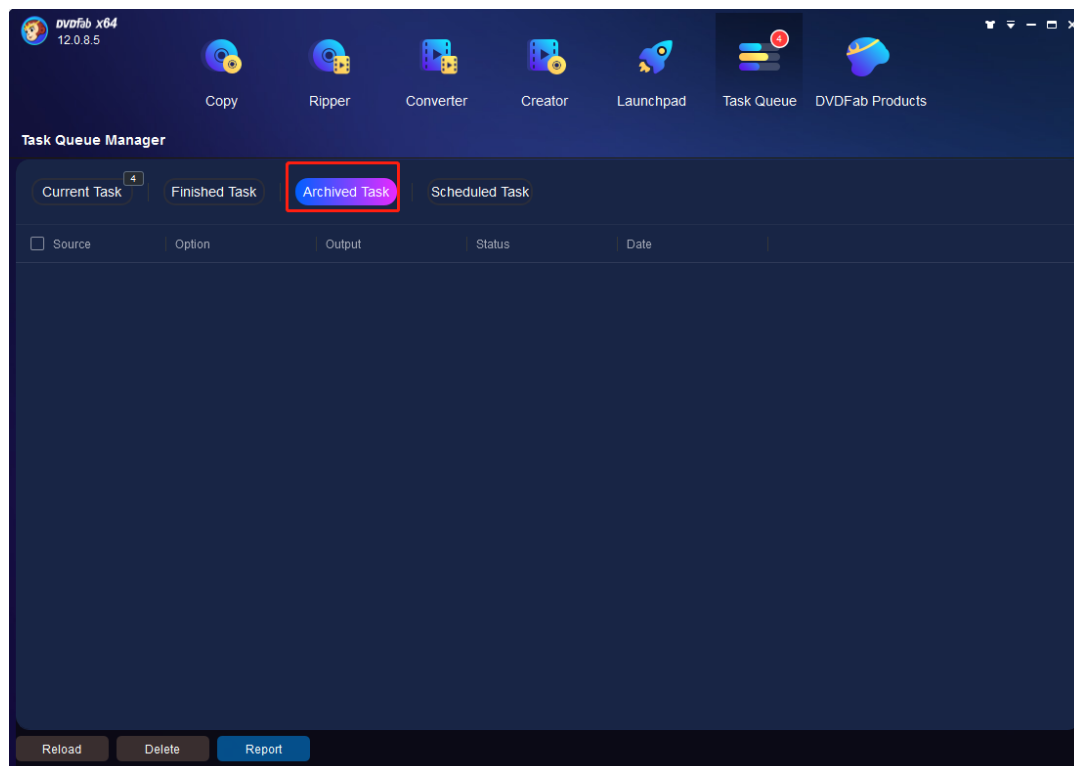 DVDFab x64
12.0.8.5
4
Copy Ripper Converter Creator Launchpad Task Queue DVDFab Products
Task Queue Manager
Current Task 4 Finished Task Archived Task Scheduled Task
Source Option Output Status Date
Reload Delete Report